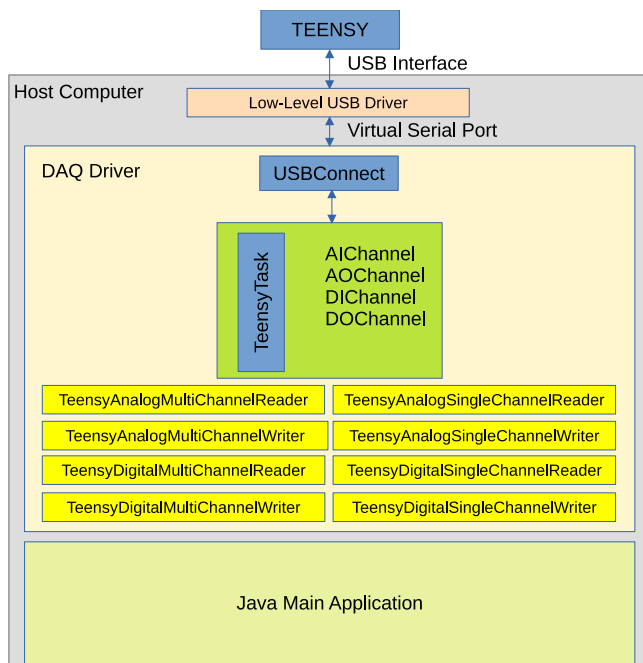 TEENSY
USB Interface
Host Computer
Low-Level USB Driver
Virtual Serial Port
DAQ Driver
USBConnect
TeensyTask
AIChannel
AOChannel
DIChannel
DOChannel
TeensyAnalogMultiChannelReader
TeensyAnalogSingleChannelReader
TeensyAnalogMultiChannelWriter
TeensyAnalogSingleChannelWriter
TeensyDigitalMultiChannelReader
TeensyDigitalSingleChannelReader
TeensyDigitalMultiChannelWriter
TeensyDigitalSingleChannelWriter
Java Main Application